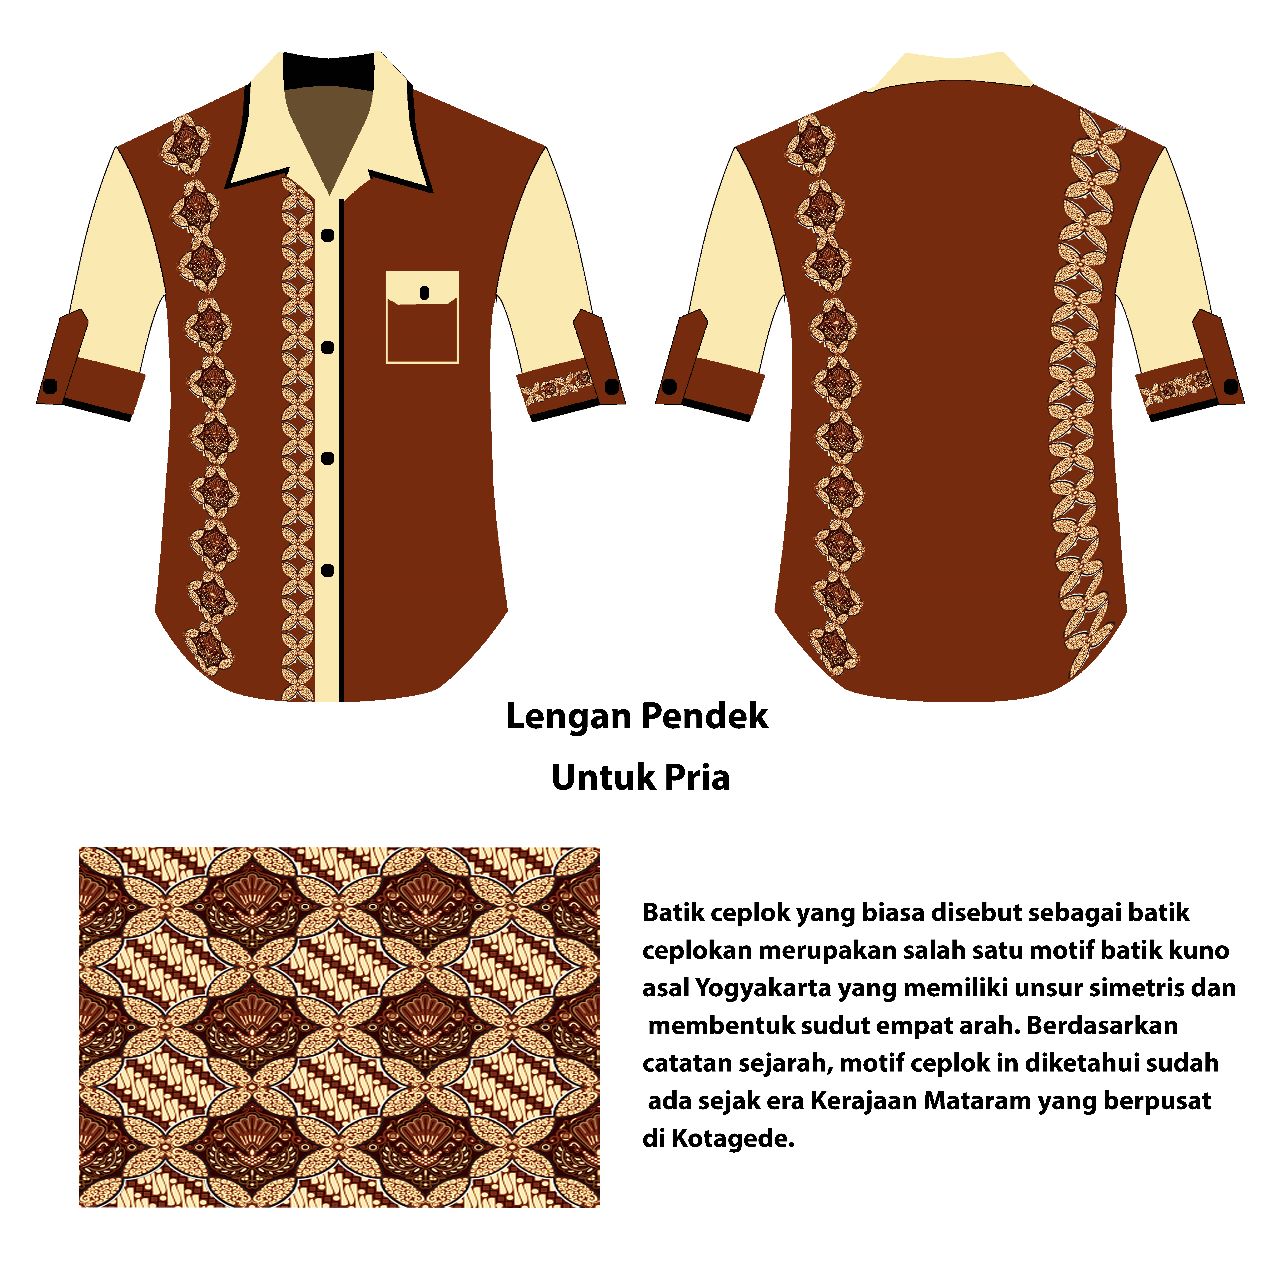 Lengan Pendek
Untuk Pria
Batik ceplok yang biasa disebut sebagai batik
ceplokan merupakan salah satu motif batik kuno
asal Yogyakarta yang memiliki unsur simetris dan
membentuk sudut empat arah. Berdasarkan
catatan sejarah, motif ceplok in diketahui sudah
ada sejak era Kerajaan Mataram yang berpusat
di Kotagede.